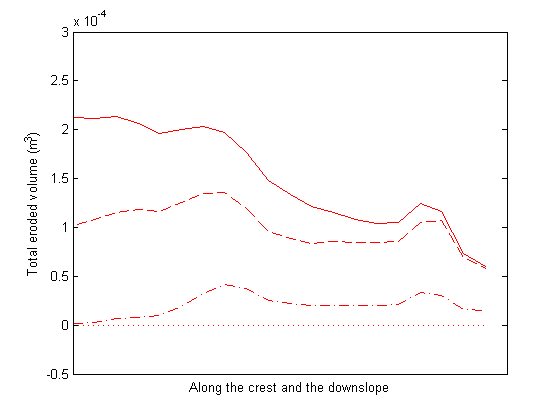 x 10⁻⁴
3
2.5
2
1.5
1
0.5
0
-0.5
Total eroded volume (m³)
Along the crest and the downslope